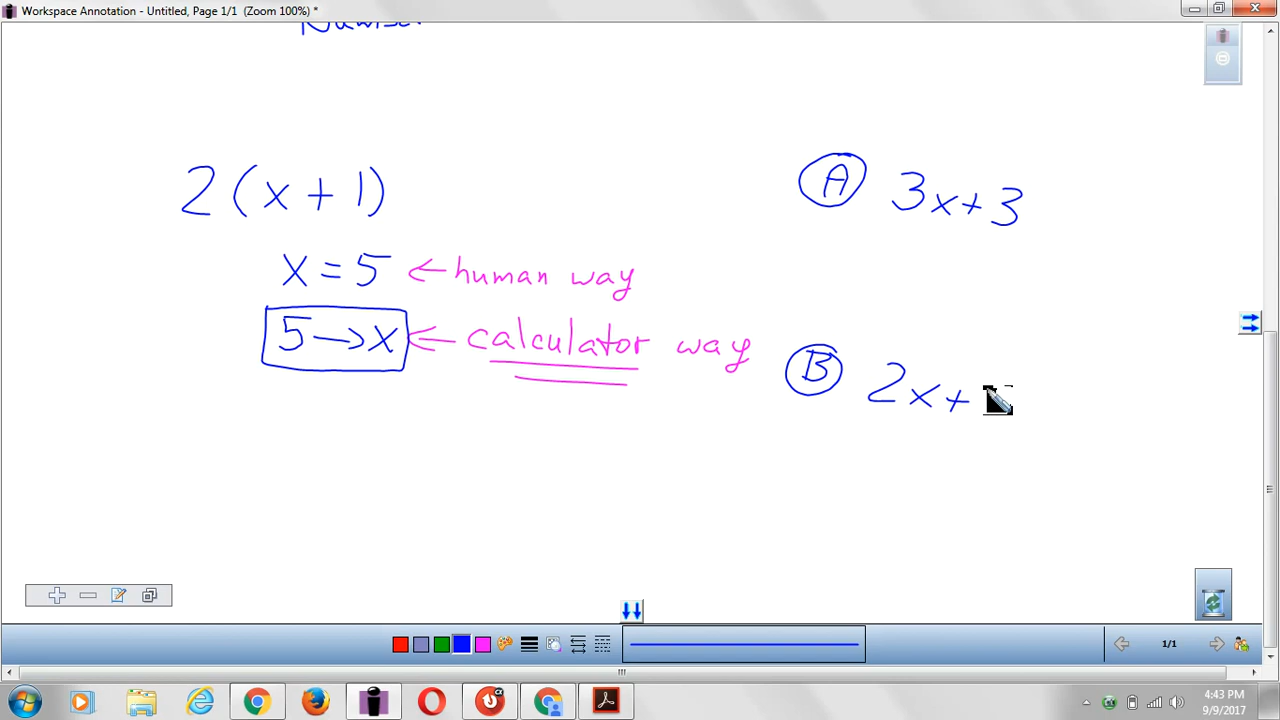 Workspace Annotation - Untitled, Page 1/1 (Zoom 100%) *
2(x+1)
x=5 ← human way
5→x ← calculator way
A 3x+3
B 2x+
1/1
4:43 PM
9/9/2017